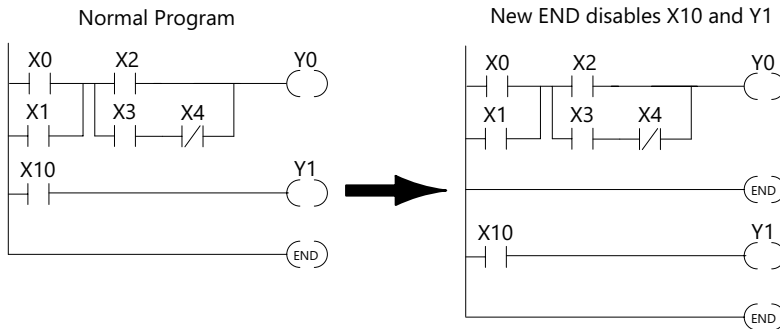 Normal Program
X0 X2 Y0
X1 X3 X4
X10 Y1
END
New END disables X10 and Y1
X0 X2 Y0
X1 X3 X4
END
X10 Y1
END